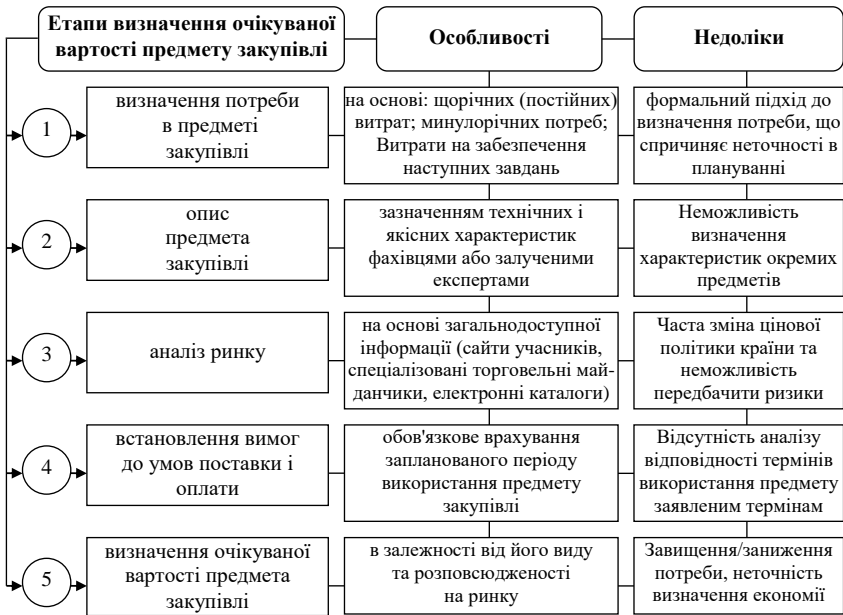 Етапи визначення очікуваної
вартості предмету закупівлі
Особливості
Недоліки
1
визначення потреби
в предметі
закупівлі
на основі: щорічних (постійних)
витрат; минулорічних потреб;
Витрати на забезпечення
наступних завдань
формальний підхід до
визначення потреби, що
спричиняє неточності в
плануванні
2
опис
предмета
закупівлі
зазначенням технічних і
якісних характеристик
фахівцями або залученими
експертами
Неможливість
визначення
характеристик окремих
предметів
3
аналіз ринку
на основі загальнодоступної
інформації (сайти учасників,
спеціалізовані торговельні май-
данчики, електронні каталоги)
Часта зміна цінової
політики країни та
неможливість
передбачити ризики
4
встановлення вимог
до умов поставки і
оплати
обов'язкове врахування
запланованого періоду
використання предмету
закупівлі
Відсутність аналізу
відповідності термінів
використання предмету
заявленим термінам
5
визначення очікуваної
вартості предмета
закупівлі
в залежності від його виду
та розповсюдженості
на ринку
Завищення/заниження
потреби, неточність
визначення економії